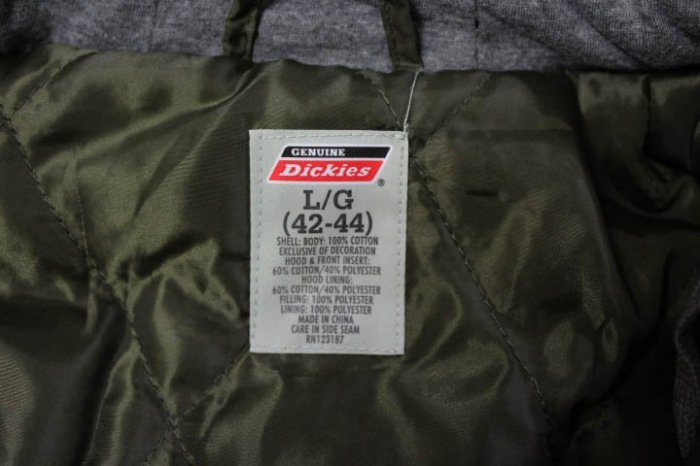 GENUINE
Dickies®
L/G
(42-44)
SHELL: BODY: 100% COTTON
EXCLUSIVE OF DECORATION
HOOD & FRONT INSERT:
60% COTTON/40% POLYESTER
HOOD LINING:
60% COTTON/40% POLYESTER
FILLING: 100% POLYESTER
LINING: 100% POLYESTER
MADE IN CHINA
CARE IN SIDE SEAM
RN123187